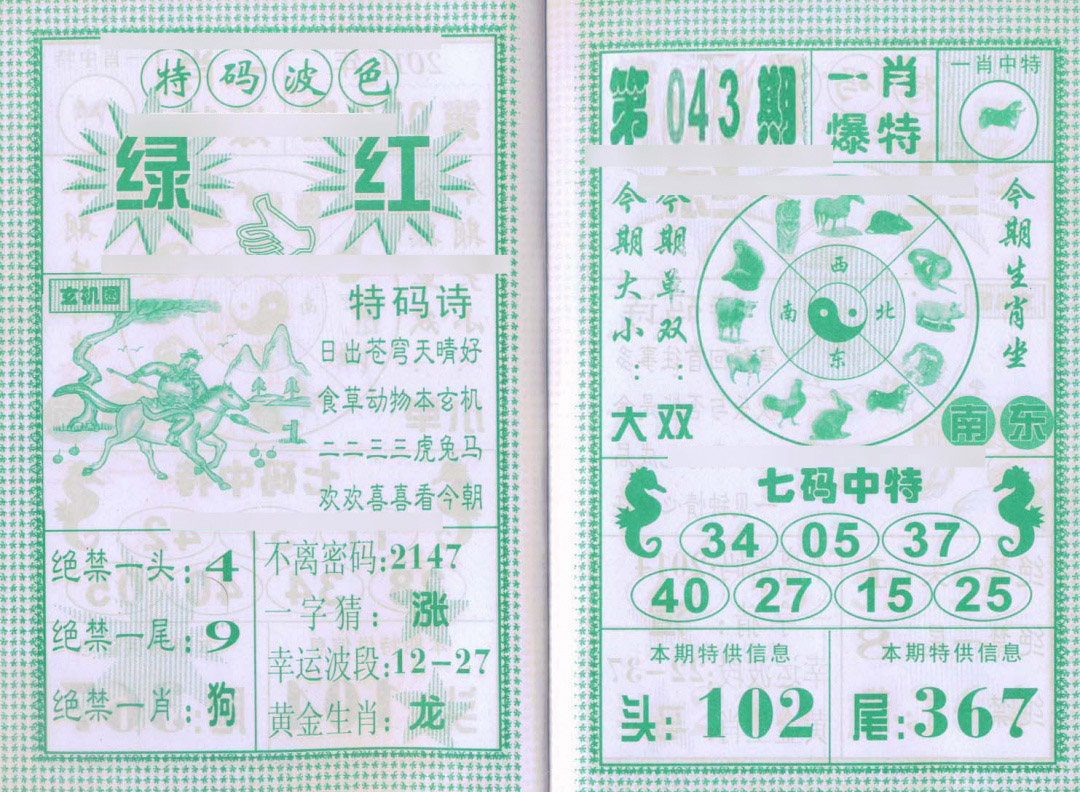 特码波色
绿 红
玄机图
特码诗
日出苍穹天晴好
食草动物本玄机
二二三三虎兔马
欢欢喜喜看今朝
绝禁一头:4
绝禁一尾:9
绝禁一肖:狗
不离密码:2147
一字猜:涨
幸运波段:12-27
黄金生肖:龙
第043期
一肖
爆特
一肖中特
今期大小:大
今期单双:双
西
南 北
东
今期生肖坐
南 东
七码中特
34 05 37
40 27 15 25
本期特供信息
头:102
本期特供信息
尾:367